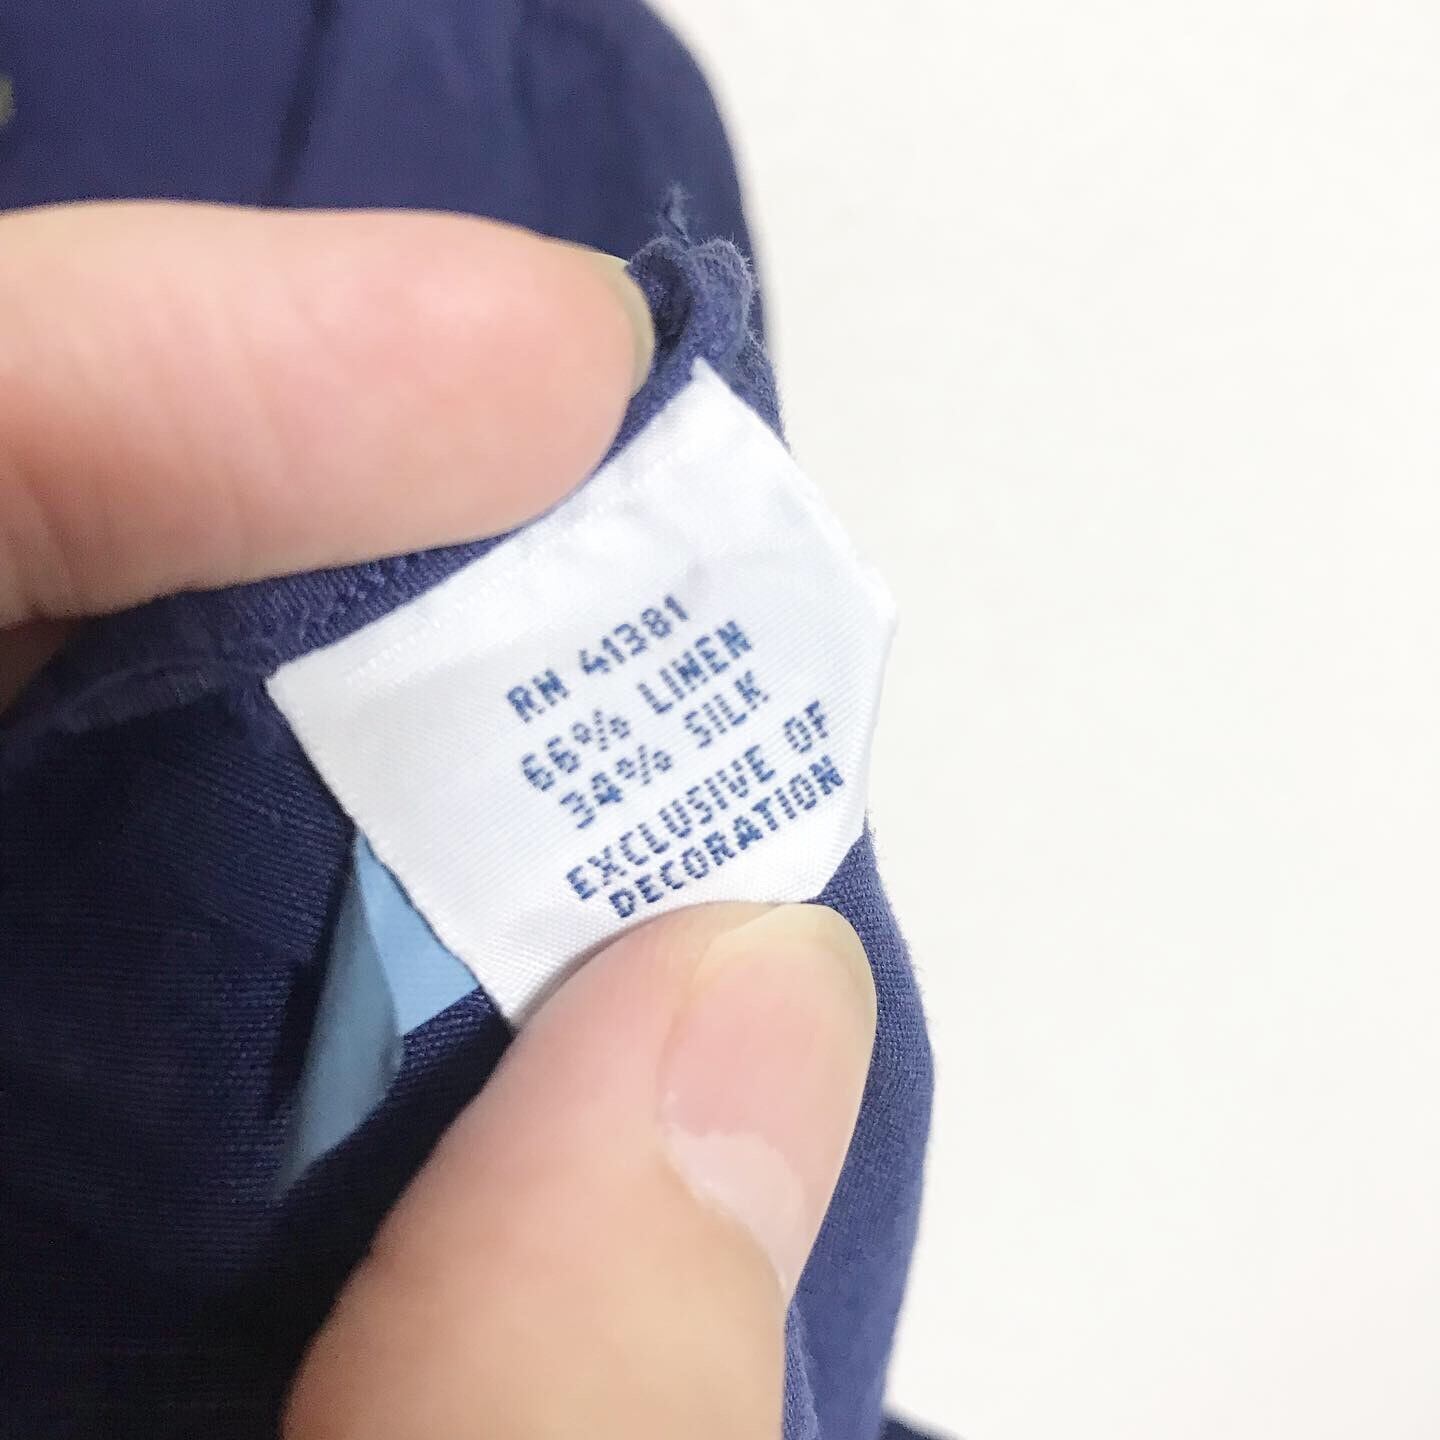 RN 41381
66% LINEN
34% SILK
EXCLUSIVE OF
DECORATION